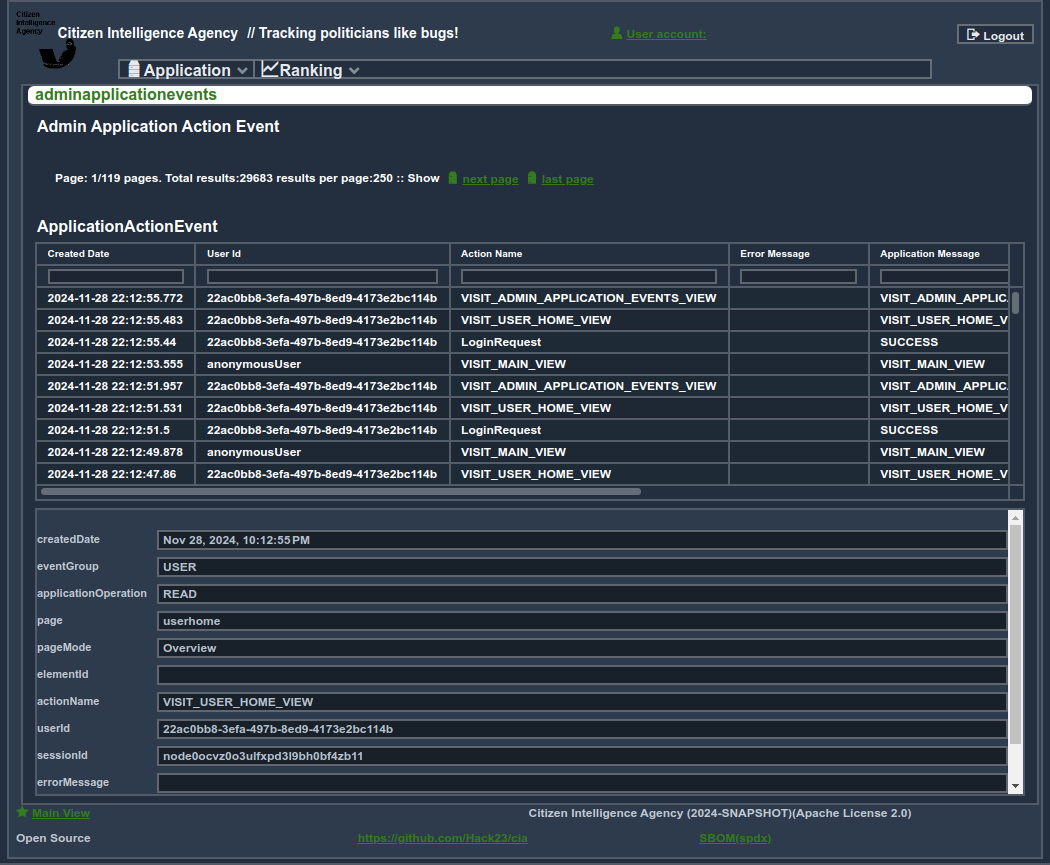 Citizen
Intelligence
Agency
Citizen Intelligence Agency // Tracking politicians like bugs!
User account:
Logout
Application Ranking
adminapplicationevents
Admin Application Action Event
Page: 1/119 pages. Total results:29683 results per page:250 :: Show next page last page
ApplicationActionEvent
Created Date User Id Action Name Error Message Application Message
2024-11-28 22:12:55.772 22ac0bb8-3efa-497b-8ed9-4173e2bc114b VISIT_ADMIN_APPLICATION_EVENTS_VIEW VISIT_ADMIN_APPLIC
2024-11-28 22:12:55.483 22ac0bb8-3efa-497b-8ed9-4173e2bc114b VISIT_USER_HOME_VIEW VISIT_USER_HOME_V
2024-11-28 22:12:55.44 22ac0bb8-3efa-497b-8ed9-4173e2bc114b LoginRequest SUCCESS
2024-11-28 22:12:53.555 anonymousUser VISIT_MAIN_VIEW VISIT_MAIN_VIEW
2024-11-28 22:12:51.957 22ac0bb8-3efa-497b-8ed9-4173e2bc114b VISIT_ADMIN_APPLICATION_EVENTS_VIEW VISIT_ADMIN_APPLIC
2024-11-28 22:12:51.531 22ac0bb8-3efa-497b-8ed9-4173e2bc114b VISIT_USER_HOME_VIEW VISIT_USER_HOME_V
2024-11-28 22:12:51.5 22ac0bb8-3efa-497b-8ed9-4173e2bc114b LoginRequest SUCCESS
2024-11-28 22:12:49.878 anonymousUser VISIT_MAIN_VIEW VISIT_MAIN_VIEW
2024-11-28 22:12:47.86 22ac0bb8-3efa-497b-8ed9-4173e2bc114b VISIT_USER_HOME_VIEW VISIT_USER_HOME_V
createdDate Nov 28, 2024, 10:12:55 PM
eventGroup USER
applicationOperation READ
page userhome
pageMode Overview
elementId
actionName VISIT_USER_HOME_VIEW
userId 22ac0bb8-3efa-497b-8ed9-4173e2bc114b
sessionId node0ocvz0o3ulfxpd3l9bh0bf4zb11
errorMessage
Main View Citizen Intelligence Agency (2024-SNAPSHOT)(Apache License 2.0)
Open Source https://github.com/Hack23/cia SBOM(spdx)